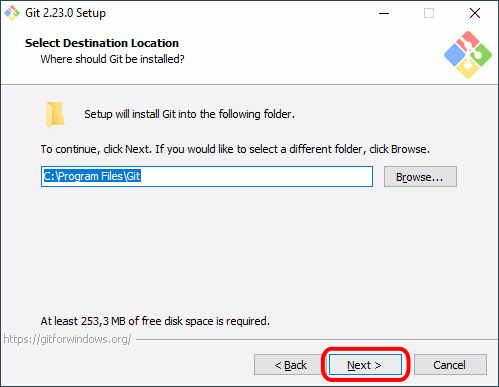 Git 2.23.0 Setup
Select Destination Location
Where should Git be installed?
Setup will install Git into the following folder.
To continue, click Next. If you would like to select a different folder, click Browse.
C:\Program Files\Git
Browse...
At least 253,3 MB of free disk space is required.
https://gitforwindows.org/
< Back
Next >
Cancel